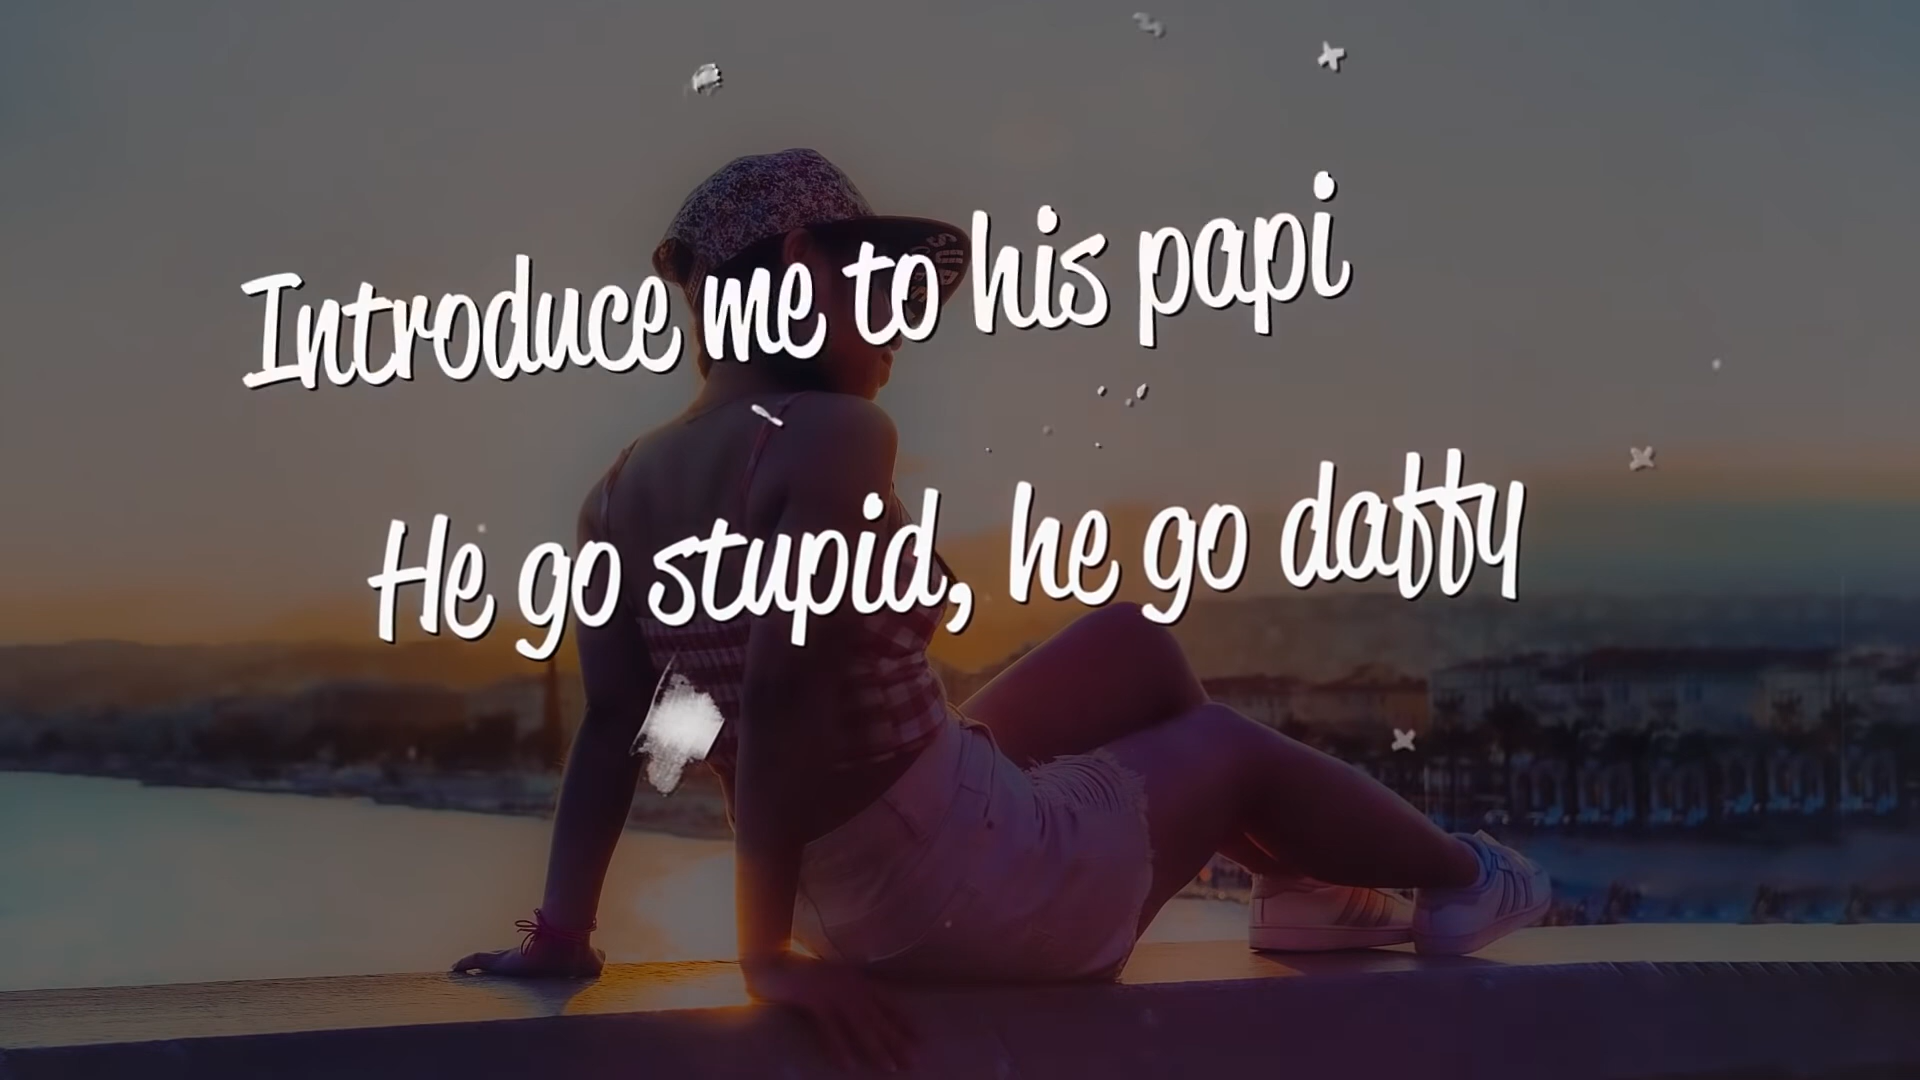 Introduce me to his papi
He go stupid, he go daffy